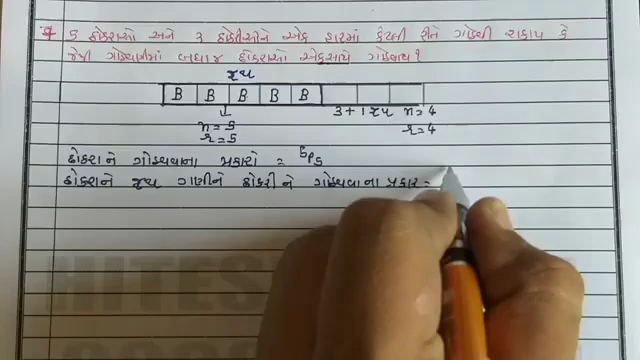 5 છોકરાઓ અને 3 છોકરીઓને એક હારમાં કેટલી રીતે ગોઠવી શકાય કે
જેથી ગોઠવણીમાં બધાજ છોકરાઓ એકસાથે ગોઠવાય ?
ગ્રુપ
B B B B B
↓ 3 + 1 ગ્રુપ n = 4
n = 5 r = 4
r = 5
છોકરાને ગોઠવવાના પ્રકારો = 5P5
છોકરાને ગ્રુપ ગણીને છોકરીને ગોઠવવાના પ્રકાર =
HITES